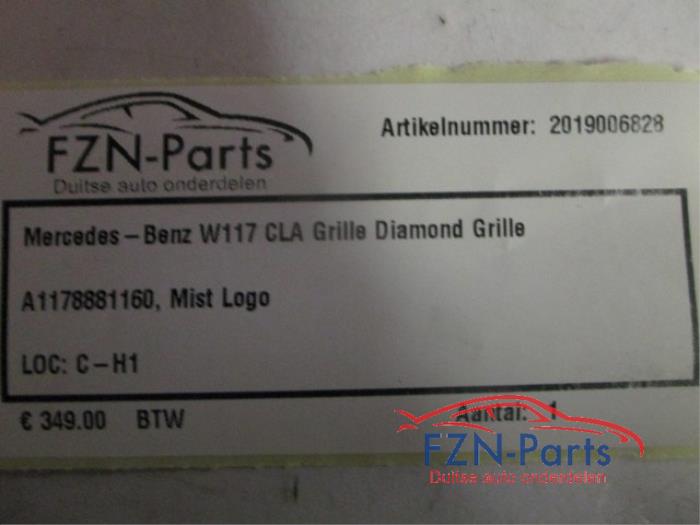 FZN-Parts
Duitse auto onderdelen
Artikelnummer: 2019006828
Mercedes-Benz W117 CLA Grille Diamond Grille
A1178881160, Mist Logo
LOC: C-H1
€ 349.00 BTW
Aantal: 1
FZN-Parts
Duitse auto onderdelen